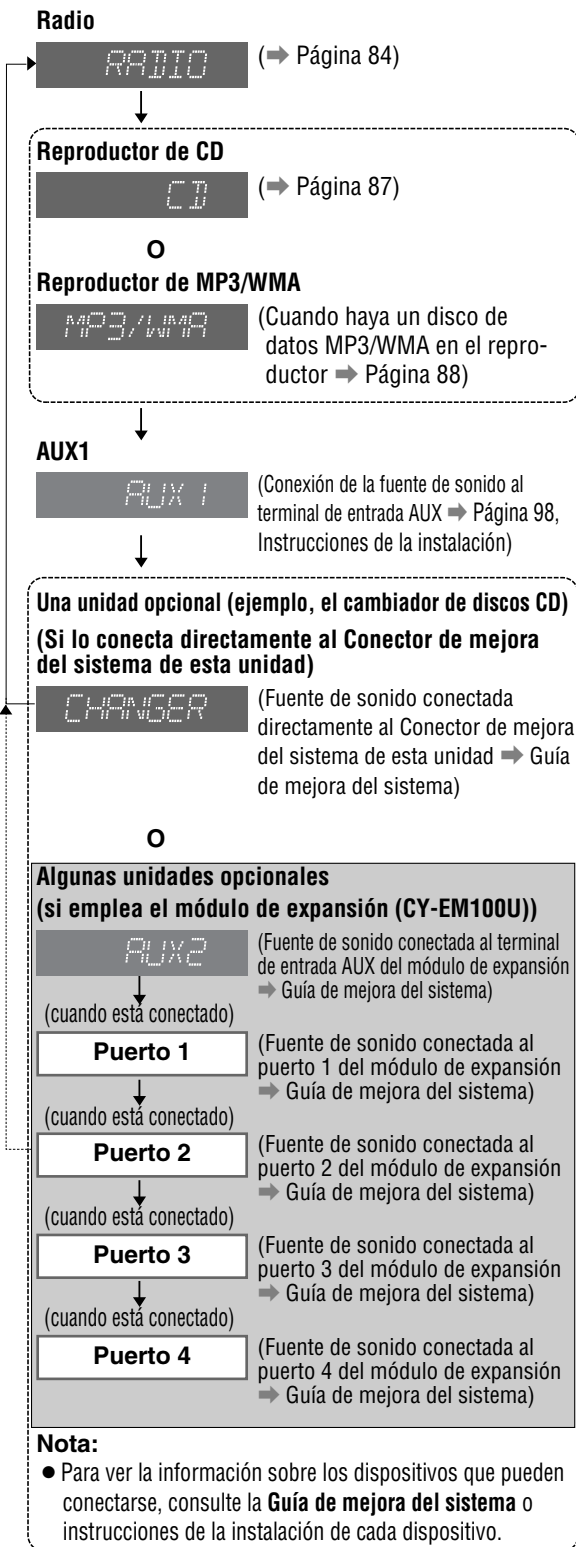 Radio
RADIO
(➡ Página 84)
Reproductor de CD
CD
(➡ Página 87)
O
Reproductor de MP3/WMA
MP3/WMA
(Cuando haya un disco de
datos MP3/WMA en el repro-
ductor ➡ Página 88)
AUX1
AUX 1
(Conexión de la fuente de sonido al
terminal de entrada AUX ➡ Página 98,
Instrucciones de la instalación)
Una unidad opcional (ejemplo, el cambiador de discos CD)
(Si lo conecta directamente al Conector de mejora
del sistema de esta unidad)
CHANGER
(Fuente de sonido conectada
directamente al Conector de mejora
del sistema de esta unidad ➡ Guía
de mejora del sistema)
O
Algunas unidades opcionales
(si emplea el módulo de expansión (CY-EM100U))
AUX2
(Fuente de sonido conectada al terminal
de entrada AUX del módulo de expansión
➡ Guía de mejora del sistema)
(cuando está conectado)
Puerto 1
(Fuente de sonido conectada al
puerto 1 del módulo de expansión
➡ Guía de mejora del sistema)
(cuando está conectado)
Puerto 2
(Fuente de sonido conectada al
puerto 2 del módulo de expansión
➡ Guía de mejora del sistema)
(cuando está conectado)
Puerto 3
(Fuente de sonido conectada al
puerto 3 del módulo de expansión
➡ Guía de mejora del sistema)
(cuando está conectado)
Puerto 4
(Fuente de sonido conectada al
puerto 4 del módulo de expansión
➡ Guía de mejora del sistema)
Nota:
● Para ver la información sobre los dispositivos que pueden
conectarse, consulte la Guía de mejora del sistema o
instrucciones de la instalación de cada dispositivo.